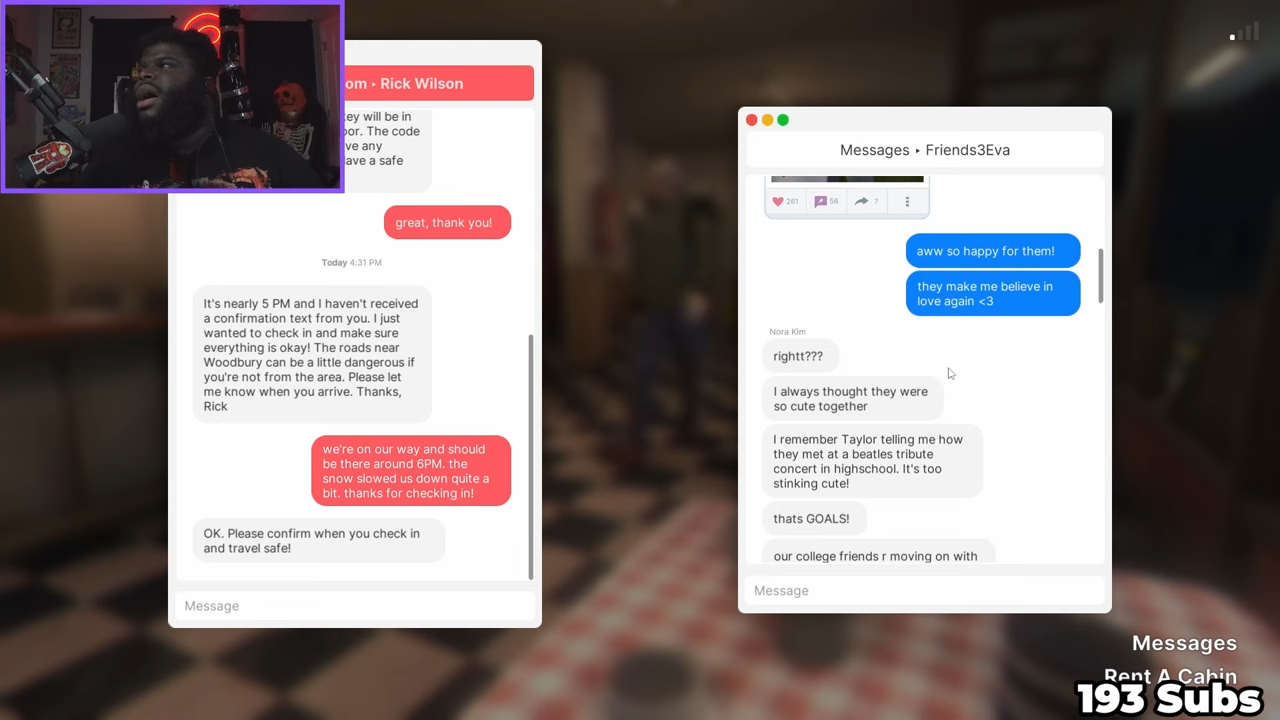 om ▸ Rick Wilson
key will be in
oor. The code
ve any
lave a safe
great, thank you!
Today 4:31 PM
It's nearly 5 PM and I haven't received
a confirmation text from you. I just
wanted to check in and make sure
everything is okay! The roads near
Woodbury can be a little dangerous if
you're not from the area. Please let
me know when you arrive. Thanks,
Rick
we're on our way and should
be there around 6PM. the
snow slowed us down quite a
bit. thanks for checking in!
OK. Please confirm when you check in
and travel safe!
Message
Messages ▸ Friends3Eva
261
56
7
aww so happy for them!
they make me believe in
love again <3
Nora Kim
rightt???
I always thought they were
so cute together
I remember Taylor telling me how
they met at a beatles tribute
concert in highschool. It's too
stinking cute!
thats GOALS!
our college friends r moving on with
Message
Messages
Rent A Cabin
193 Subs